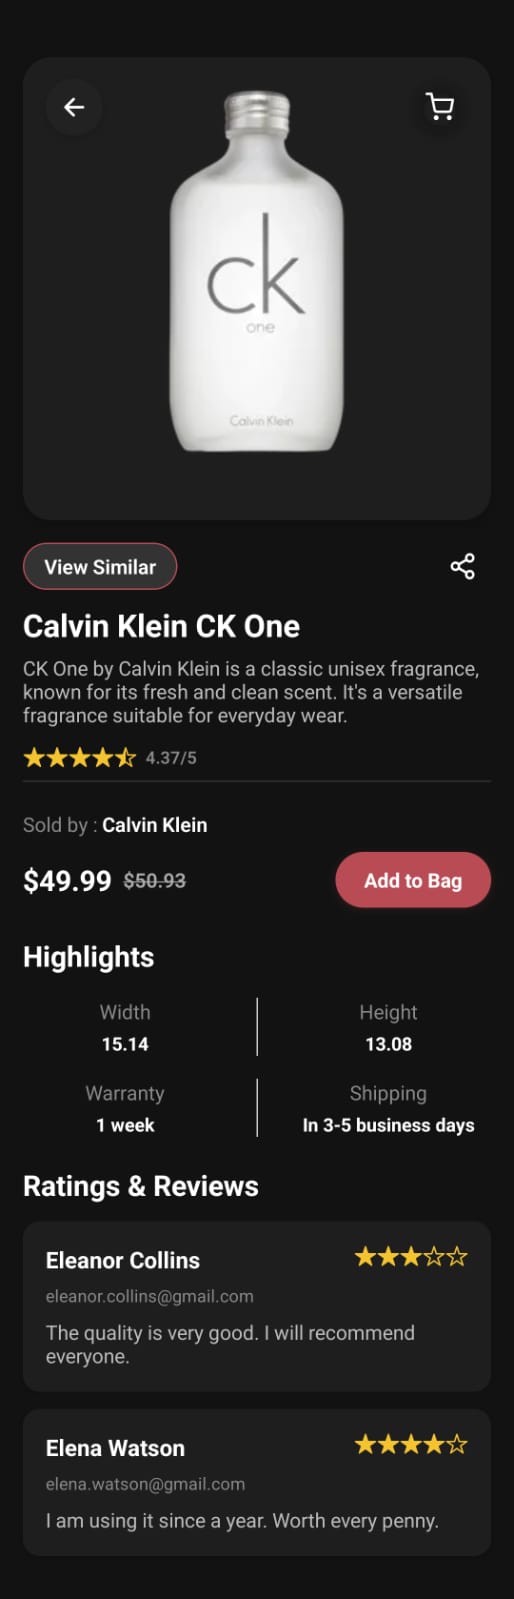 ck
one
Calvin Klein
View Similar
Calvin Klein CK One
CK One by Calvin Klein is a classic unisex fragrance,
known for its fresh and clean scent. It's a versatile
fragrance suitable for everyday wear.
4.37/5
Sold by : Calvin Klein
$49.99 $50.93 Add to Bag
Highlights
Width Height
15.14 13.08
Warranty Shipping
1 week In 3-5 business days
Ratings & Reviews
Eleanor Collins
eleanor.collins@gmail.com
The quality is very good. I will recommend
everyone.
Elena Watson
elena.watson@gmail.com
I am using it since a year. Worth every penny.